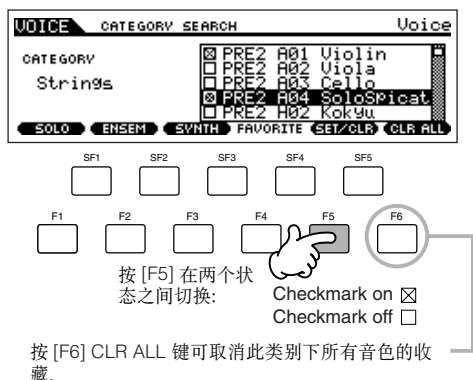 VOICE CATEGORY SEARCH Voice
CATEGORY
Strings
☒ PRE2 A01 Violin
☐ PRE2 A02 Viola
☐ PRE2 A03 Cello
☒ PRE2 A04 SoloSpicat
☐ PRE2 A02 Kokyu
SOLO ENSEM SYNTH FAVORITE SET/CLR CLR ALL
SF1 SF2 SF3 SF4 SF5
F1 F2 F3 F4 F5 F6
按 [F5] 在两个状
态之间切换:
Checkmark on ☒
Checkmark off ☐
按 [F6] CLR ALL 键可取消此类别下所有音色的收
藏.